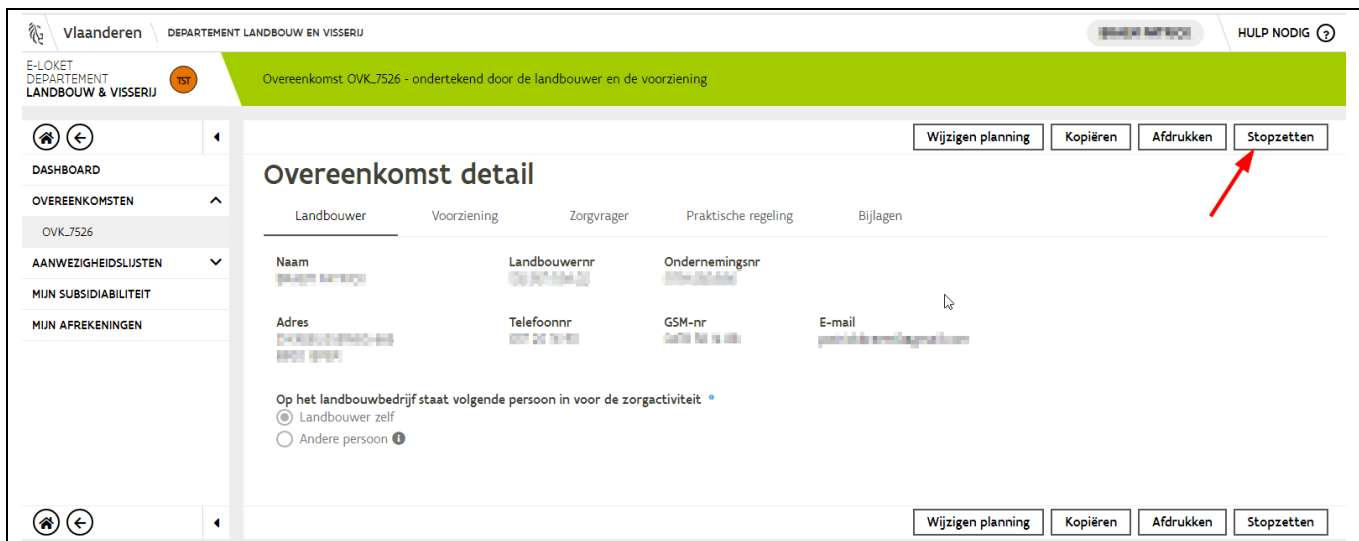 Vlaanderen DEPARTEMENT LANDBOUW EN VISSERIJ HULP NODIG ?
E-LOKET
DEPARTEMENT
LANDBOUW & VISSERIJ
TST
Overeenkomst OVK_7526 - ondertekend door de landbouwer en de voorziening
Wijzigen planning Kopiëren Afdrukken Stopzetten
DASHBOARD
OVEREENKOMSTEN
OVK_7526
AANWEZIGHEIDSLIJSTEN
MIJN SUBSIDIABILITEIT
MIJN AFREKENINGEN
Overeenkomst detail
Landbouwer Voorziening Zorgvrager Praktische regeling Bijlagen
Naam Landbouwernr Ondernemingsnr
Adres Telefoonnr GSM-nr E-mail
Op het landbouwbedrijf staat volgende persoon in voor de zorgactiviteit *
Landbouwer zelf
Andere persoon i
Wijzigen planning Kopiëren Afdrukken Stopzetten